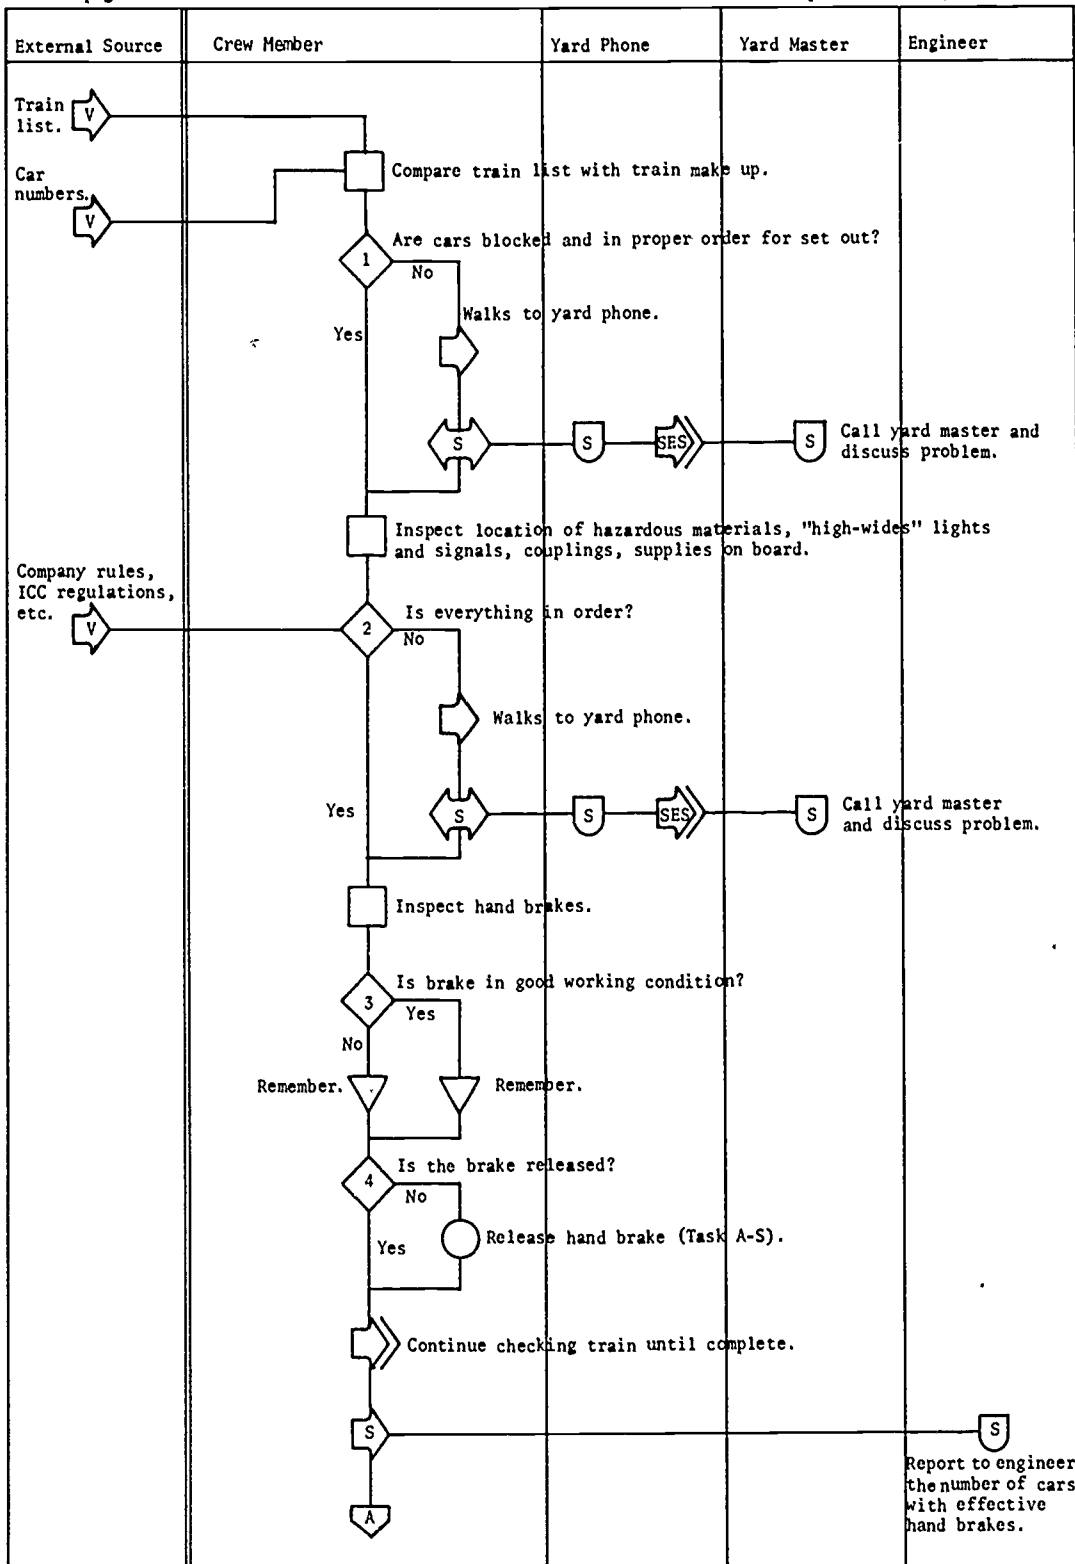 External Source
Crew Member
Yard Phone
Yard Master
Engineer
Train
list.
V
Compare train list with train make up.
Car
numbers.
V
Are cars blocked and in proper order for set out?
1
No
Walks to yard phone.
Yes
S
S
SES
S
Call yard master and
discuss problem.
Inspect location of hazardous materials, "high-wides" lights
and signals, couplings, supplies on board.
Company rules,
ICC regulations,
etc.
V
Is everything in order?
2
No
Walks to yard phone.
Yes
S
S
SES
S
Call yard master
and discuss problem.
Inspect hand brakes.
Is brake in good working condition?
3
Yes
No
Remember.
Remember.
Is the brake released?
4
No
Release hand brake (Task A-S).
Yes
Continue checking train until complete.
S
S
Report to engineer
the number of cars
with effective
hand brakes.
A